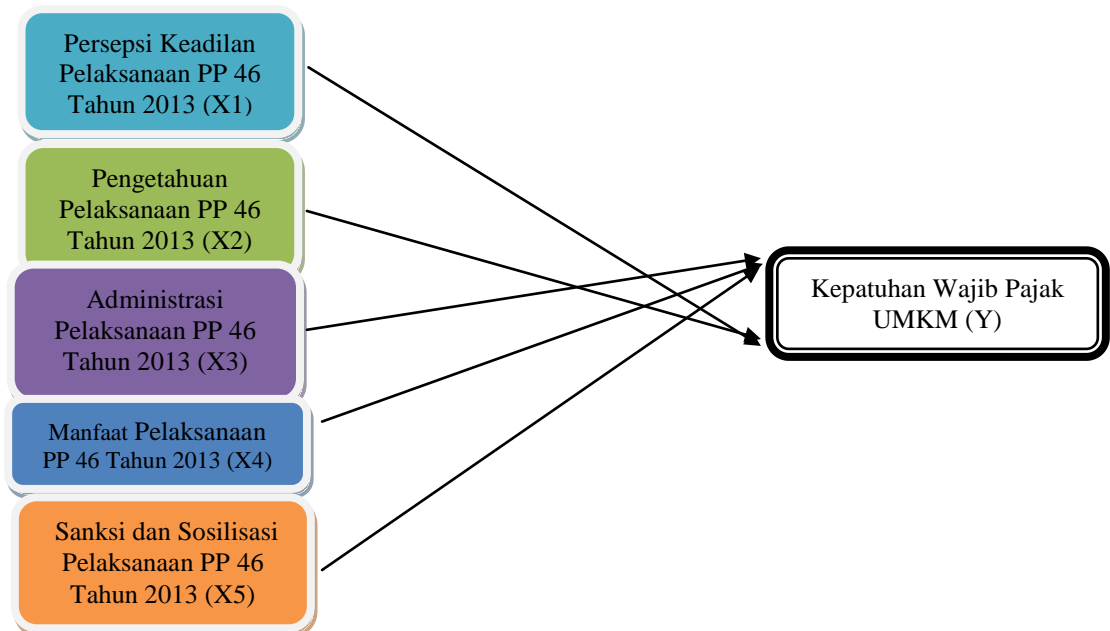 Persepsi Keadilan
Pelaksanaan PP 46
Tahun 2013 (X1)
Pengetahuan
Pelaksanaan PP 46
Tahun 2013 (X2)
Administrasi
Pelaksanaan PP 46
Tahun 2013 (X3)
Manfaat Pelaksanaan
PP 46 Tahun 2013 (X4)
Sanksi dan Sosilisasi
Pelaksanaan PP 46
Tahun 2013 (X5)
Kepatuhan Wajib Pajak
UMKM (Y)